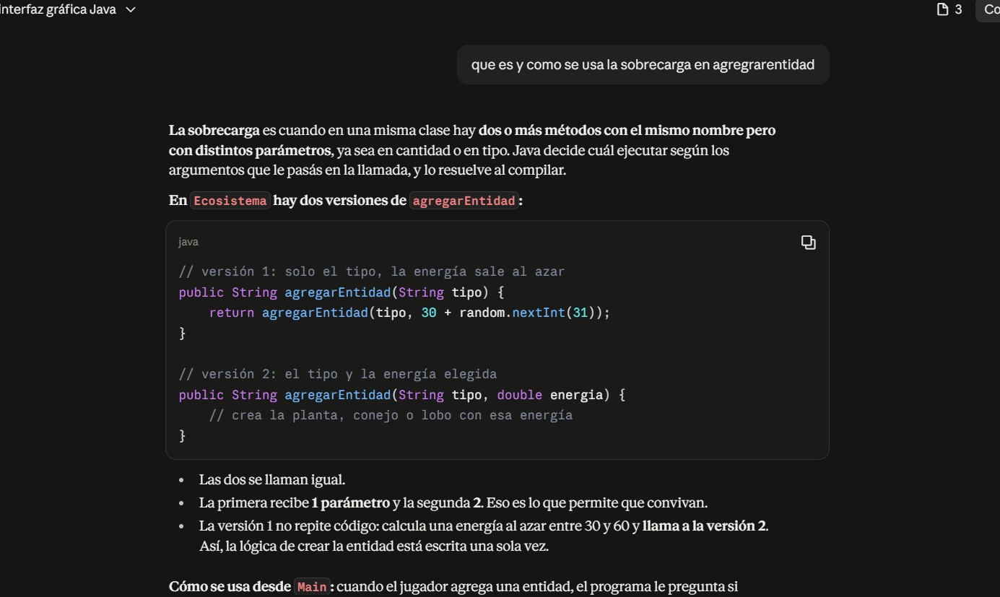 interfaz gráfica Java
3
Co
que es y como se usa la sobrecarga en agregrarentidad
La sobrecarga es cuando en una misma clase hay dos o más métodos con el mismo nombre pero
con distintos parámetros, ya sea en cantidad o en tipo. Java decide cuál ejecutar según los
argumentos que le pasás en la llamada, y lo resuelve al compilar.
En Ecosistema hay dos versiones de agregarEntidad:
java
// versión 1: solo el tipo, la energía sale al azar
public String agregarEntidad(String tipo) {
    return agregarEntidad(tipo, 30 + random.nextInt(31));
}
// versión 2: el tipo y la energía elegida
public String agregarEntidad(String tipo, double energia) {
    // crea la planta, conejo o lobo con esa energía
}
• Las dos se llaman igual.
• La primera recibe 1 parámetro y la segunda 2. Eso es lo que permite que convivan.
• La versión 1 no repite código: calcula una energía al azar entre 30 y 60 y llama a la versión 2.
Así, la lógica de crear la entidad está escrita una sola vez.
Cómo se usa desde Main: cuando el jugador agrega una entidad, el programa le pregunta si